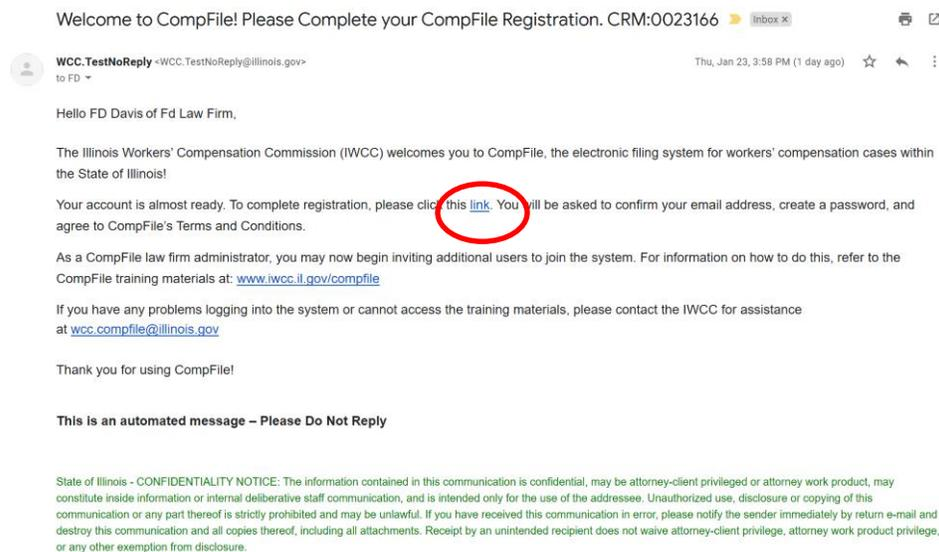 Welcome to CompFile! Please Complete your CompFile Registration. CRM:0023166 Inbox ×
WCC.TestNoReply <WCC.TestNoReply@illinois.gov> Thu, Jan 23, 3:58 PM (1 day ago)
to FD
Hello FD Davis of Fd Law Firm,
The Illinois Workers' Compensation Commission (IWCC) welcomes you to CompFile, the electronic filing system for workers' compensation cases within
the State of Illinois!
Your account is almost ready. To complete registration, please click this link. You will be asked to confirm your email address, create a password, and
agree to CompFile's Terms and Conditions.
As a CompFile law firm administrator, you may now begin inviting additional users to join the system. For information on how to do this, refer to the
CompFile training materials at: www.iwcc.il.gov/compfile
If you have any problems logging into the system or cannot access the training materials, please contact the IWCC for assistance
at wcc.compfile@illinois.gov
Thank you for using CompFile!
This is an automated message – Please Do Not Reply
State of Illinois - CONFIDENTIALITY NOTICE: The information contained in this communication is confidential, may be attorney-client privileged or attorney work product, may
constitute inside information or internal deliberative staff communication, and is intended only for the use of the addressee. Unauthorized use, disclosure or copying of this
communication or any part thereof is strictly prohibited and may be unlawful. If you have received this communication in error, please notify the sender immediately by return e-mail and
destroy this communication and all copies thereof, including all attachments. Receipt by an unintended recipient does not waive attorney-client privilege, attorney work product privilege,
or any other exemption from disclosure.